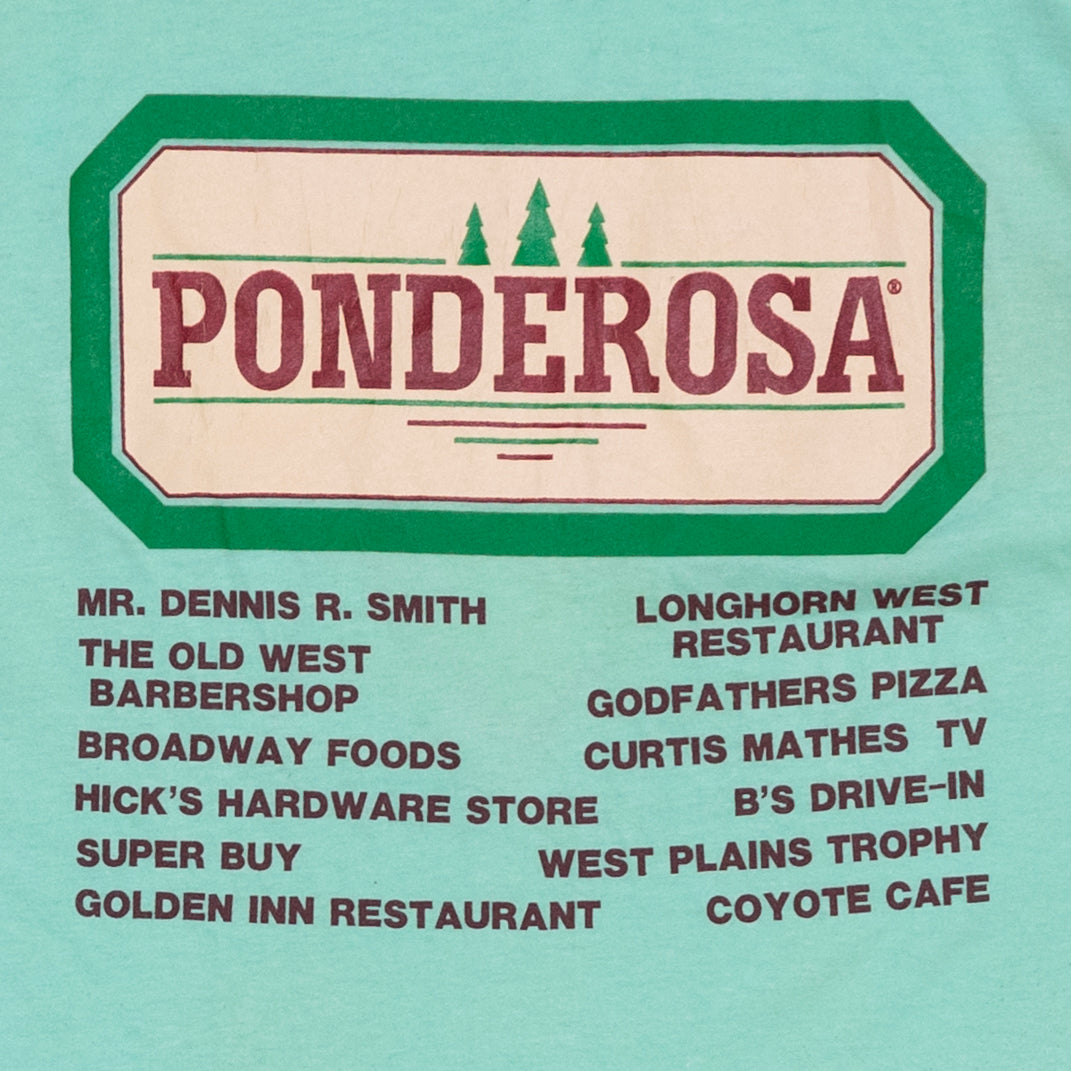 PONDEROSA®
MR. DENNIS R. SMITH
THE OLD WEST
BARBERSHOP
BROADWAY FOODS
HICK'S HARDWARE STORE
SUPER BUY
GOLDEN INN RESTAURANT
LONGHORN WEST
RESTAURANT
GODFATHERS PIZZA
CURTIS MATHES TV
B'S DRIVE-IN
WEST PLAINS TROPHY
COYOTE CAFE